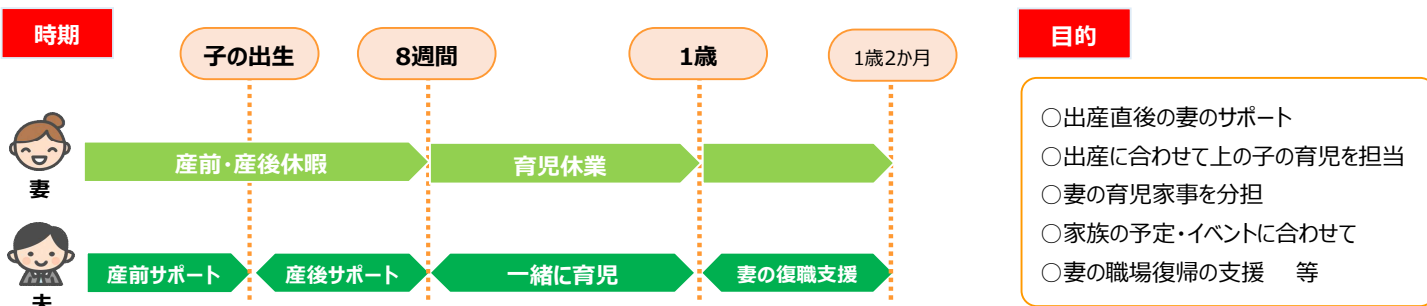 時期
子の出生
8週間
1歳
1歳2か月
妻
産前・産後休暇
育児休業
夫
産前サポート
産後サポート
一緒に育児
妻の復職支援
目的
○出産直後の妻のサポート
○出産に合わせて上の子の育児を担当
○妻の育児家事を分担
○家族の予定・イベントに合わせて
○妻の職場復帰の支援　等